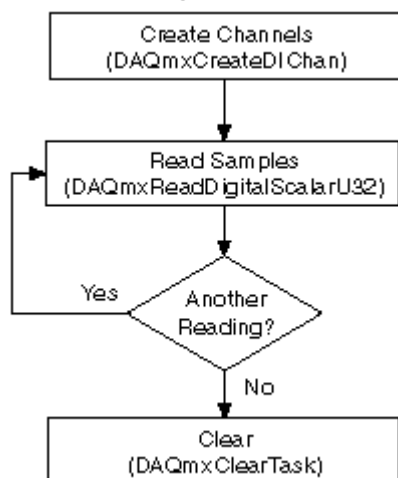 Create Channels
(DAQmxCreateDIChan)
Read Samples
(DAQmxReadDigitalScalarU32)
Yes
Another
Reading?
No
Clear
(DAQmxClearTask)